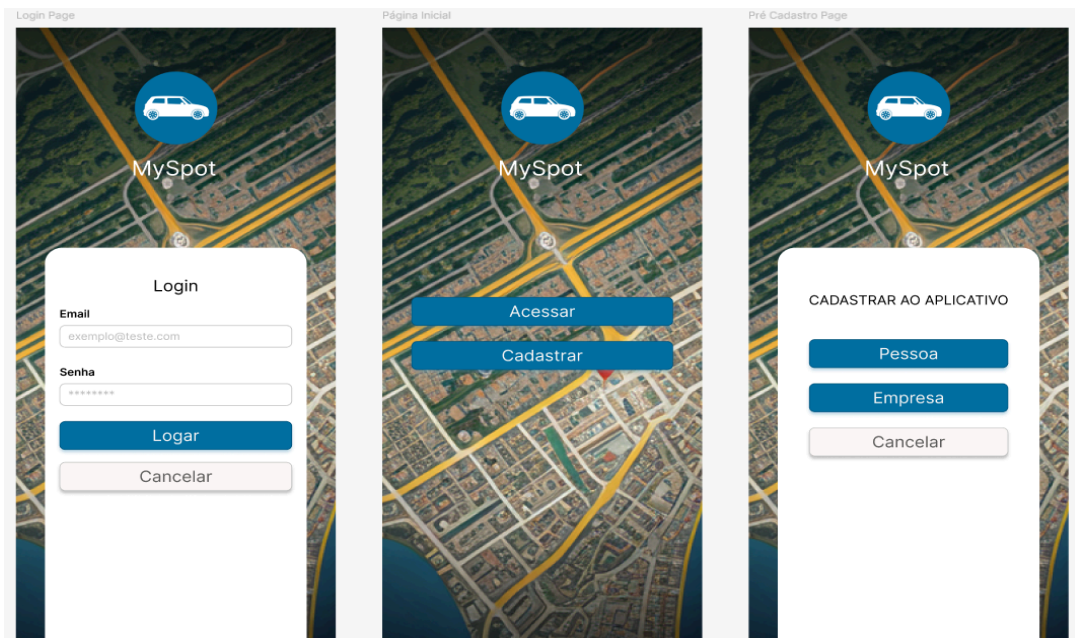 Login Page
MySpot
Login
Email
exemplo@teste.com
Senha
********
Logar
Cancelar
Página Inicial
MySpot
Acessar
Cadastrar
Pré Cadastro Page
MySpot
CADASTRAR AO APLICATIVO
Pessoa
Empresa
Cancelar